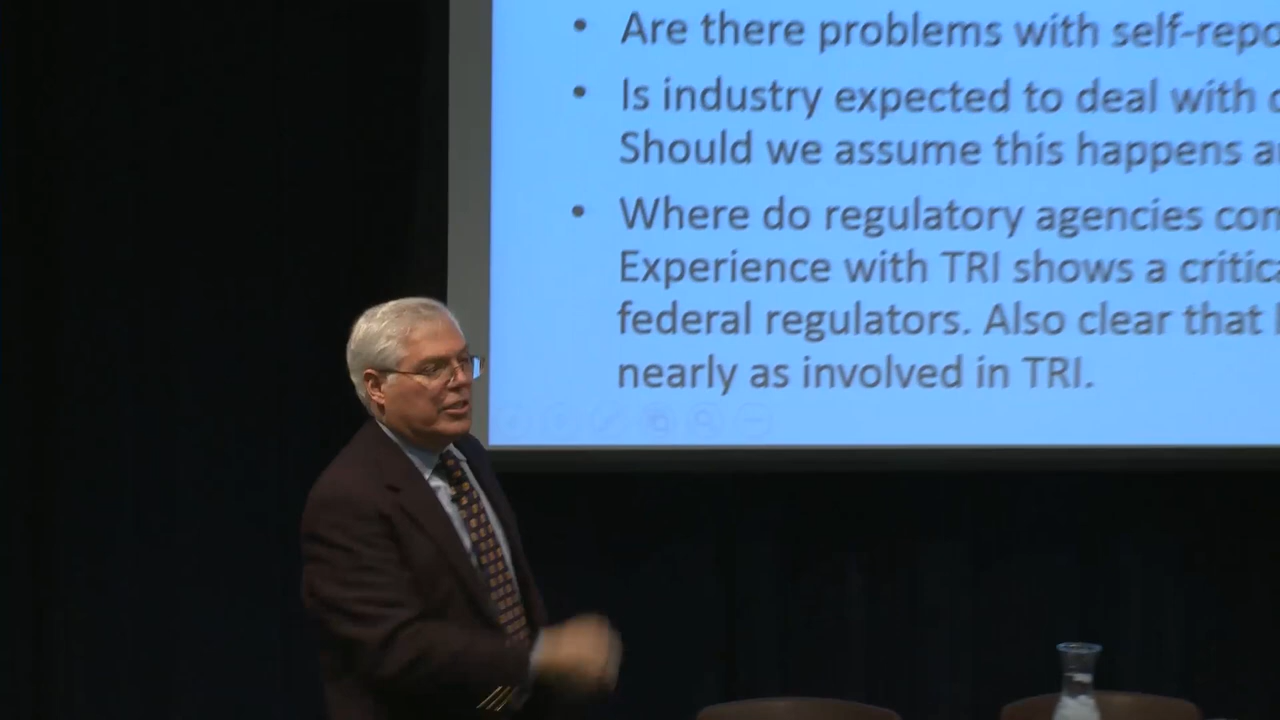 • Are there problems with self-repo
• Is industry expected to deal with
Should we assume this happens
• Where do regulatory agencies con
Experience with TRI shows a critica
federal regulators. Also clear that
nearly as involved in TRI.